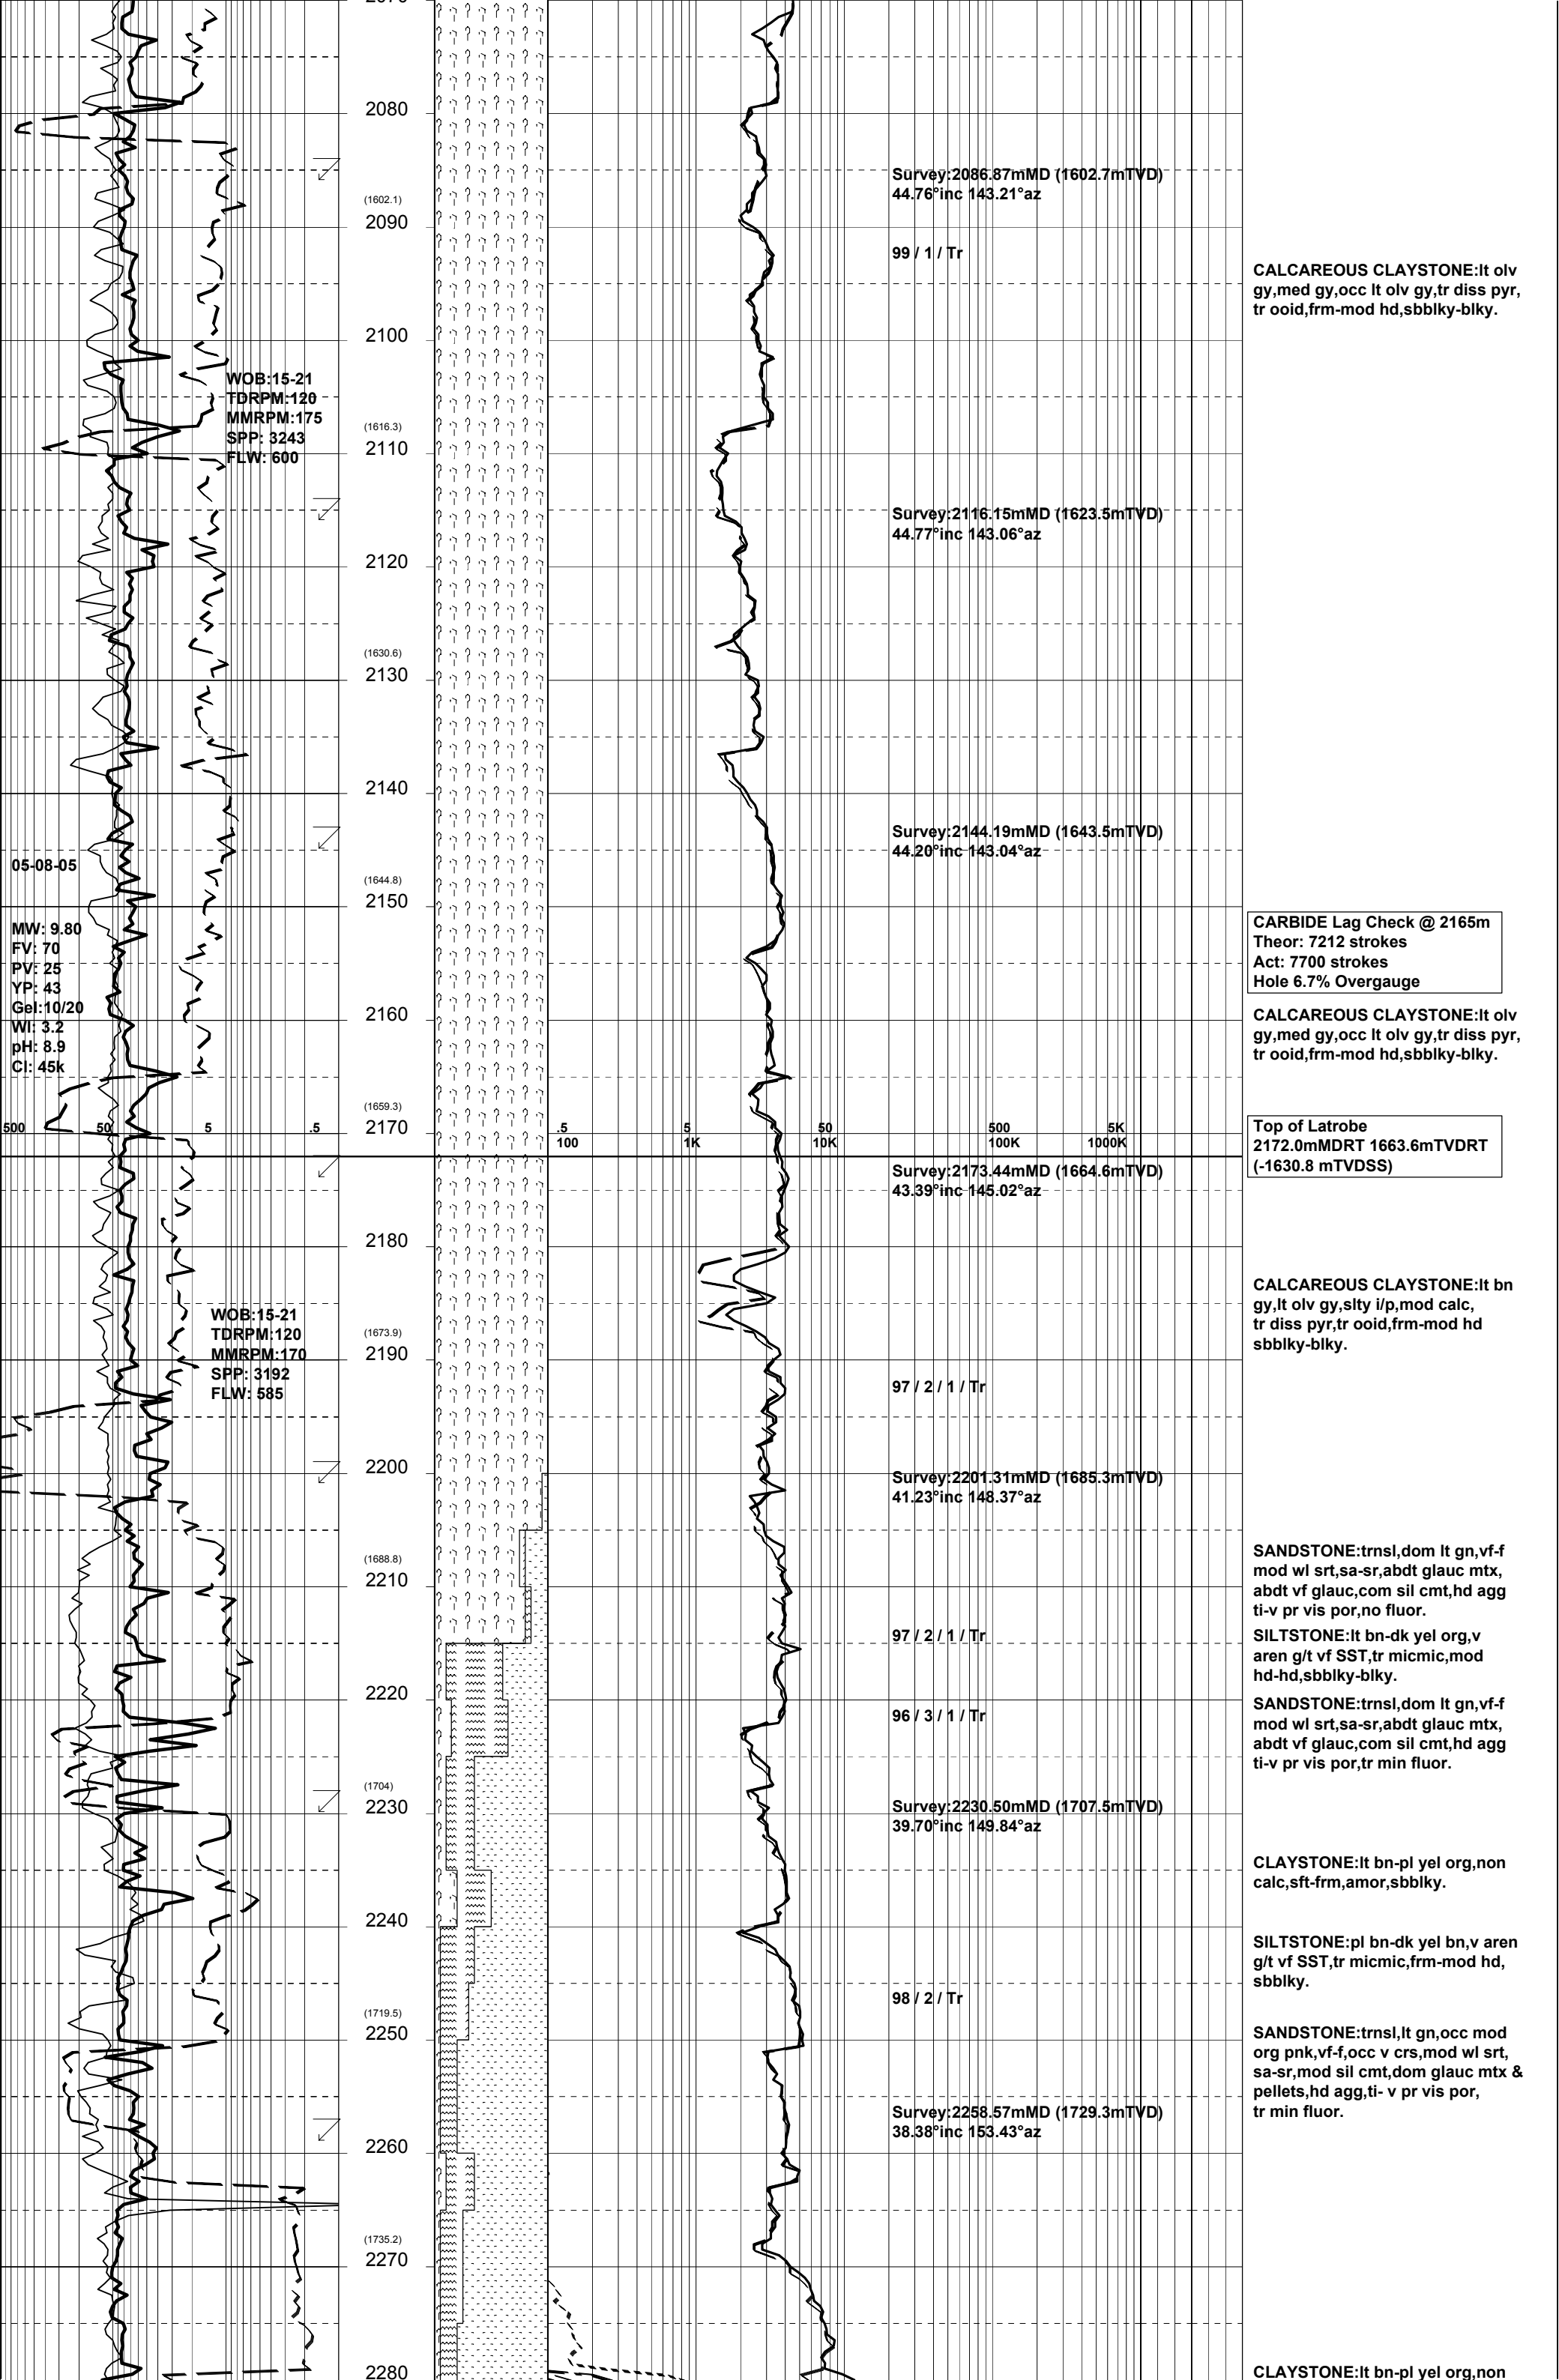 2080
Survey:2086.87mMD (1602.7mTVD)
44.76°inc 143.21°az
(1602.1)
2090
99 / 1 / Tr
CALCAREOUS CLAYSTONE:lt olv
gy,med gy,occ lt olv gy,tr diss pyr,
tr ooid,frm-mod hd,sbblky-blky.
2100
WOB:15-21
TDRPM:120
MMRPM:175
SPP: 3243
FLW: 600
(1616.3)
2110
Survey:2116.15mMD (1623.5mTVD)
44.77°inc 143.06°az
2120
(1630.6)
2130
2140
Survey:2144.19mMD (1643.5mTVD)
44.20°inc 143.04°az
05-08-05
(1644.8)
2150
MW: 9.80
FV: 70
PV: 25
YP: 43
Gel:10/20
Wl: 3.2
pH: 8.9
Cl: 45k
CARBIDE Lag Check @ 2165m
Theor: 7212 strokes
Act: 7700 strokes
Hole 6.7% Overgauge
2160
CALCAREOUS CLAYSTONE:lt olv
gy,med gy,occ lt olv gy,tr diss pyr,
tr ooid,frm-mod hd,sbblky-blky.
(1659.3)
500 50 5 .5 2170 .5 5 50 500 5K
100 1K 10K 100K 1000K
Top of Latrobe
2172.0mMDRT 1663.6mTVDRT
(-1630.8 mTVDSS)
Survey:2173.44mMD (1664.6mTVD)
43.39°inc 145.02°az
2180
CALCAREOUS CLAYSTONE:lt bn
gy,lt olv gy,slty i/p,mod calc,
tr diss pyr,tr ooid,frm-mod hd
sbblky-blky.
WOB:15-21
TDRPM:120
MMRPM:170
SPP: 3192
FLW: 585
(1673.9)
2190
97 / 2 / 1 / Tr
2200
Survey:2201.31mMD (1685.3mTVD)
41.23°inc 148.37°az
(1688.8)
2210
SANDSTONE:trnsl,dom lt gn,vf-f
mod wl srt,sa-sr,abdt glauc mtx,
abdt vf glauc,com sil cmt,hd agg
ti-v pr vis por,no fluor.
97 / 2 / 1 / Tr
SILTSTONE:lt bn-dk yel org,v
aren g/t vf SST,tr micmic,mod
hd-hd,sbblky-blky.
2220
96 / 3 / 1 / Tr
SANDSTONE:trnsl,dom lt gn,vf-f
mod wl srt,sa-sr,abdt glauc mtx,
abdt vf glauc,com sil cmt,hd agg
ti-v pr vis por,tr min fluor.
(1704)
2230
Survey:2230.50mMD (1707.5mTVD)
39.70°inc 149.84°az
CLAYSTONE:lt bn-pl yel org,non
calc,sft-frm,amor,sbblky.
2240
SILTSTONE:pl bn-dk yel bn,v aren
g/t vf SST,tr micmic,frm-mod hd,
sbblky.
98 / 2 / Tr
(1719.5)
2250
SANDSTONE:trnsl,lt gn,occ mod
org pnk,vf-f,occ v crs,mod wl srt,
sa-sr,mod sil cmt,dom glauc mtx &
pellets,hd agg,ti- v pr vis por,
tr min fluor.
Survey:2258.57mMD (1729.3mTVD)
38.38°inc 153.43°az
2260
(1735.2)
2270
2280
CLAYSTONE:lt bn-pl yel org,non